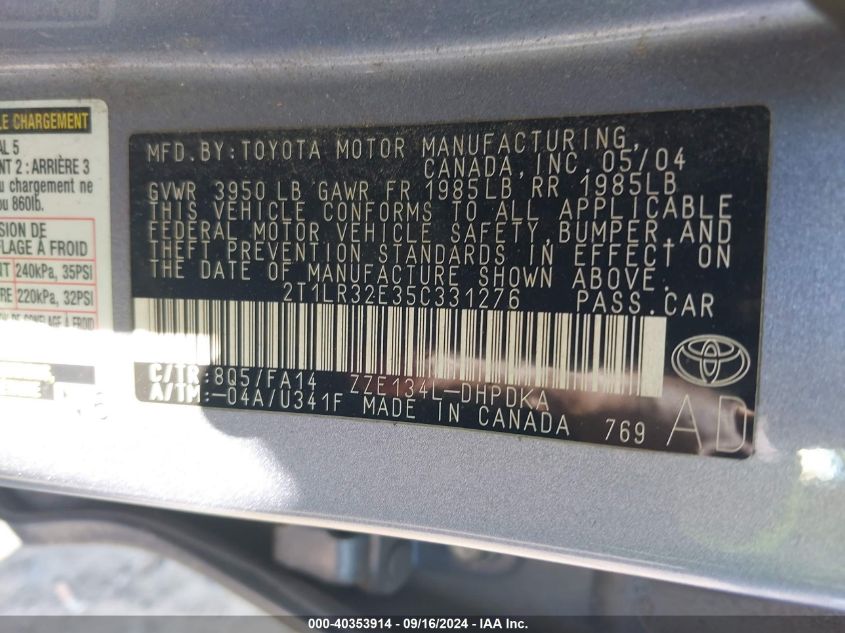 LE CHARGEMENT
AL 5
NT 2 : ARRIÈRE 3
u chargement ne
ou 860lb.
SION DE
FLAGE À FROID
NT 240kPa, 35PSI
RE 220kPa, 32PSI
MFD. BY: TOYOTA MOTOR MANUFACTURING,
CANADA, INC. 05/04
GVWR 3950 LB GAWR FR 1985LB RR 1985LB
THIS VEHICLE CONFORMS TO ALL APPLICABLE
FEDERAL MOTOR VEHICLE SAFETY, BUMPER, AND
THEFT PREVENTION STANDARDS IN EFFECT ON
THE DATE OF MANUFACTURE SHOWN ABOVE.
2T1LR32E35C331276 PASS. CAR
C/TR: 8Q5/FA14 ZZE134L-DHPDKA
A/TM: -04A/U341F MADE IN CANADA 769
AD
000-40353914 - 09/16/2024 - IAA Inc.